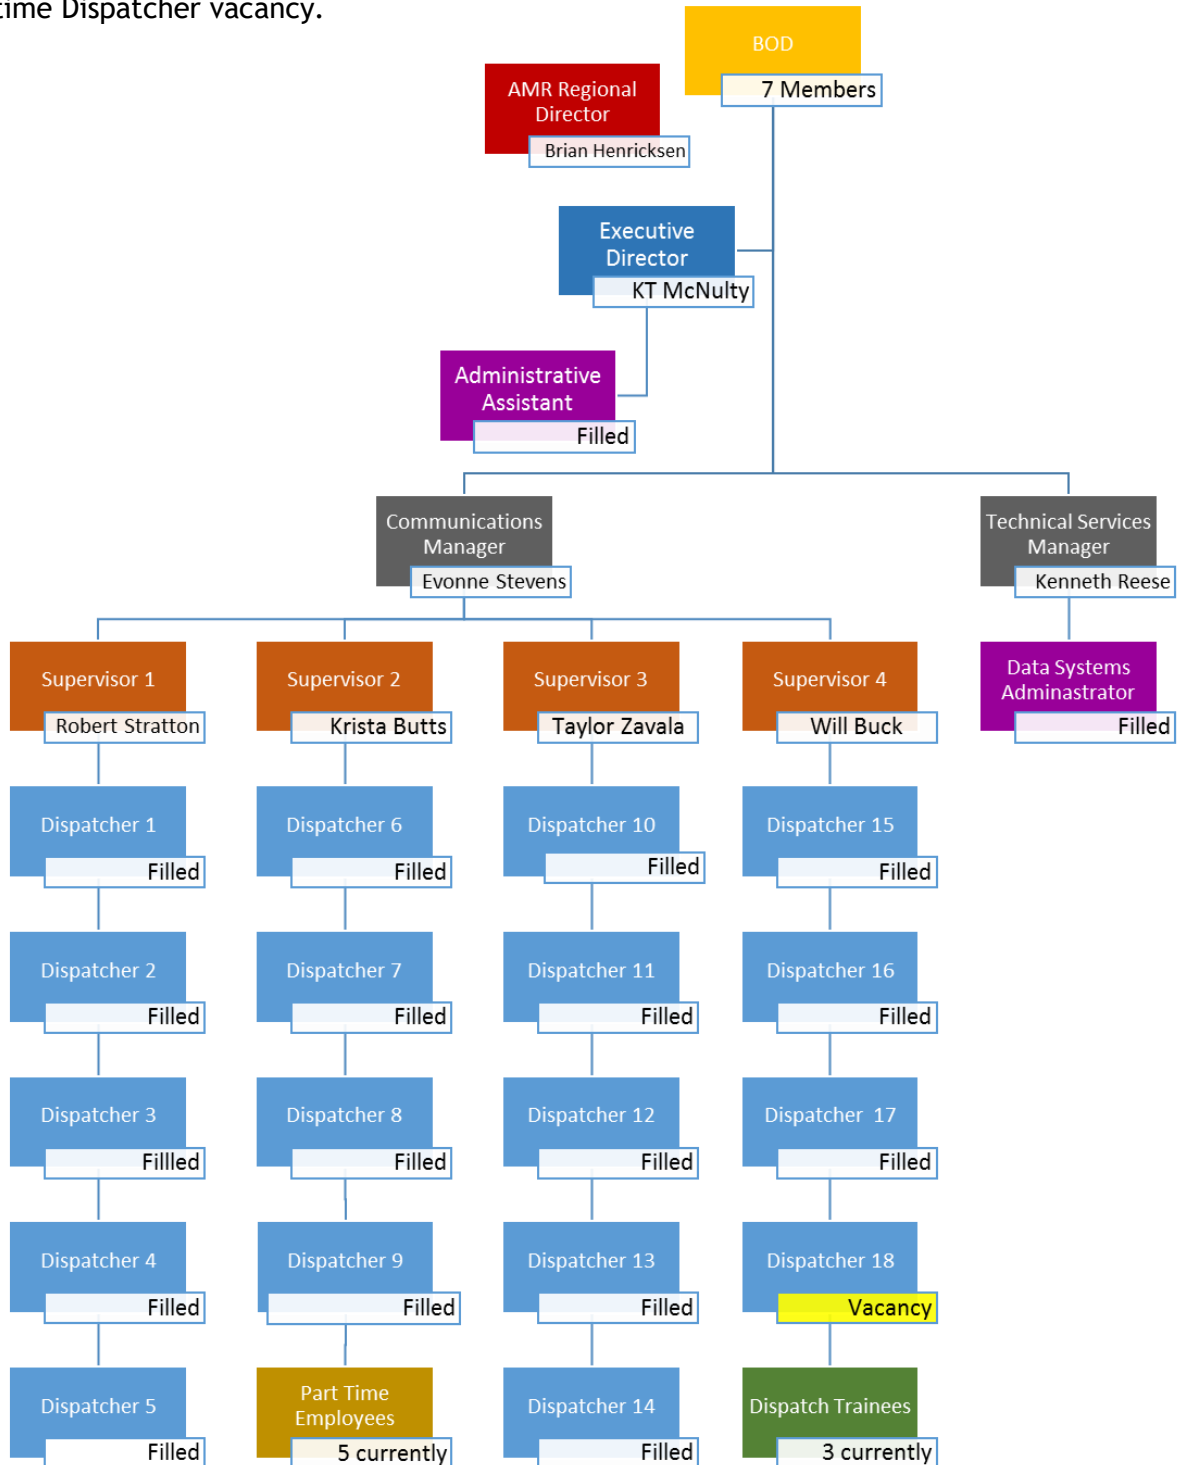 time Dispatcher vacancy.
BOD
7 Members
AMR Regional
Director
Brian Henricksen
Executive
Director
KT McNulty
Administrative
Assistant
Filled
Communications
Manager
Evonne Stevens
Technical Services
Manager
Kenneth Reese
Supervisor 1
Robert Stratton
Supervisor 2
Krista Butts
Supervisor 3
Taylor Zavala
Supervisor 4
Will Buck
Data Systems
Adminastrator
Filled
Dispatcher 1
Filled
Dispatcher 6
Filled
Dispatcher 10
Filled
Dispatcher 15
Filled
Dispatcher 2
Filled
Dispatcher 7
Filled
Dispatcher 11
Filled
Dispatcher 16
Filled
Dispatcher 3
Fillled
Dispatcher 8
Filled
Dispatcher 12
Filled
Dispatcher 17
Filled
Dispatcher 4
Filled
Dispatcher 9
Filled
Dispatcher 13
Filled
Dispatcher 18
Vacancy
Dispatcher 5
Filled
Part Time
Employees
5 currently
Dispatcher 14
Filled
Dispatch Trainees
3 currently